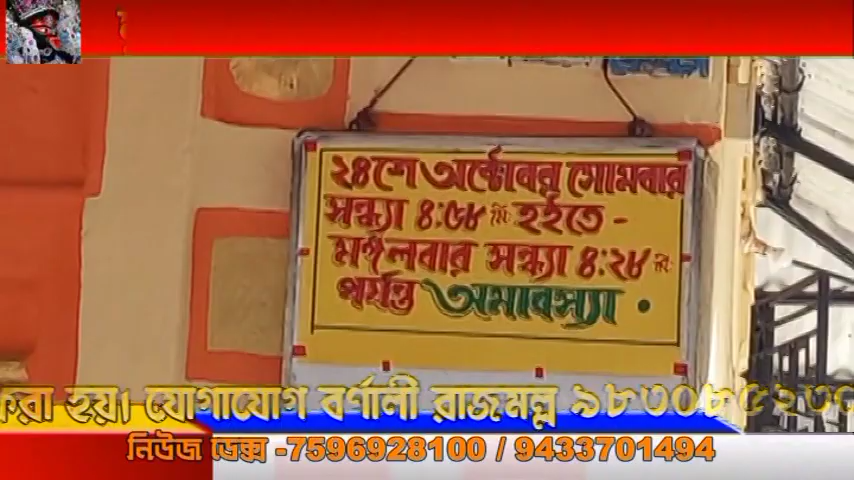 ২৪শে অক্টোবর সোমবার
সন্ধ্যা ৪:৫৮ মি: হইতে -
মঙ্গলবার সন্ধ্যা ৪:২৮ মি:
পর্যন্ত অমাবস্যা •
করা হয়। যোগাযোগ বর্ণালী রাজমল্ল ৯৮৩০৮৫২৩
নিউজ ডেক্স -7596928100 / 9433701494